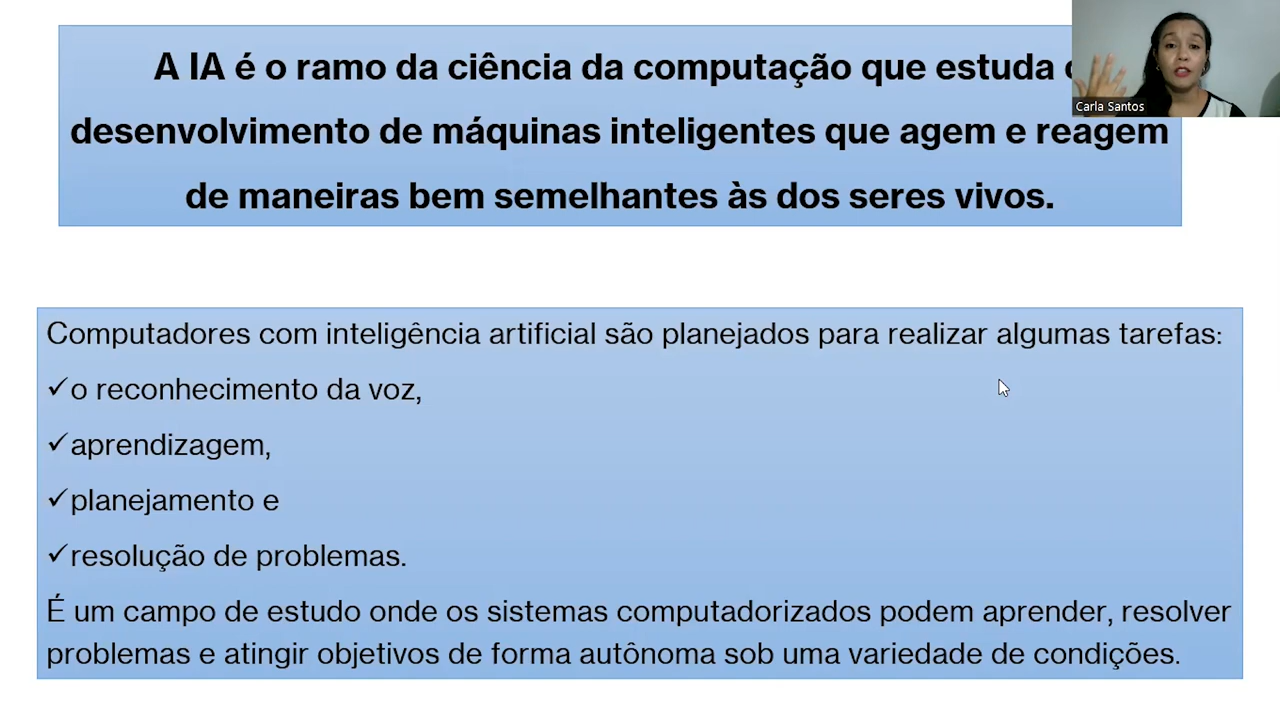 A IA é o ramo da ciência da computação que estuda
Carla Santos
desenvolvimento de máquinas inteligentes que agem e reagem
de maneiras bem semelhantes às dos seres vivos.
Computadores com inteligência artificial são planejados para realizar algumas tarefas:
✓o reconhecimento da voz,
✓aprendizagem,
✓planejamento e
✓resolução de problemas.
É um campo de estudo onde os sistemas computadorizados podem aprender, resolver
problemas e atingir objetivos de forma autônoma sob uma variedade de condições.